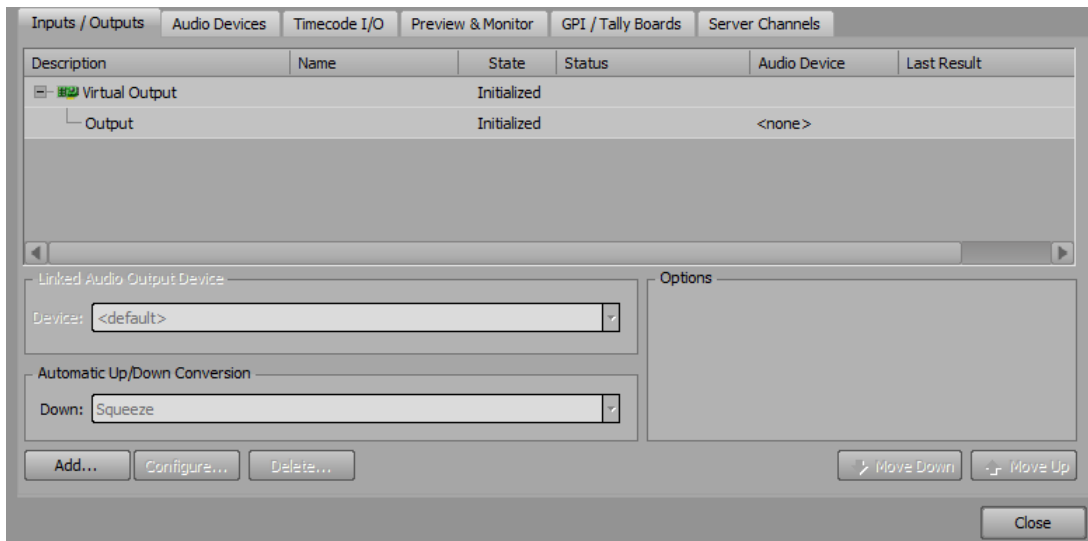 Inputs / Outputs Audio Devices Timecode I/O Preview & Monitor GPI / Tally Boards Server Channels
Description Name State Status Audio Device Last Result
Virtual Output Initialized
Output Initialized <none>
Linked Audio Output Device Options
Device: <default>
Automatic Up/Down Conversion
Down: Squeeze
Add... Configure... Delete... Move Down Move Up
Close